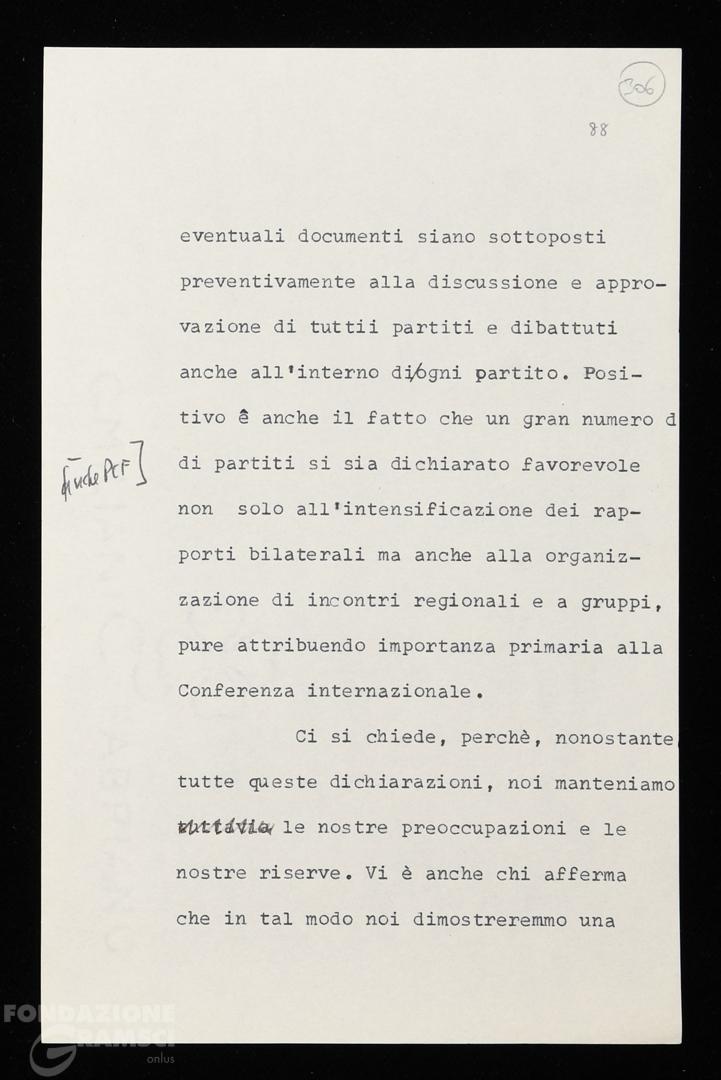 306
88
eventuali documenti siano sottoposti
preventivamente alla discussione e appro-
vazione di tuttii partiti e dibattuti
anche all'interno di/ogni partito. Posi-
tivo ê anche il fatto che un gran numero d
di partiti si sia dichiarato favorevole
PCF]
non  solo all'intensificazione dei rap-
porti bilaterali ma anche alla organiz-
zazione di incontri regionali e a gruppi,
pure attribuendo importanza primaria alla
Conferenza internazionale.
Ci si chiede, perchè, nonostante
tutte queste dichiarazioni, noi manteniamo
tuttavia le nostre preoccupazioni e le
nostre riserve. Vi è anche chi afferma
che in tal modo noi dimostreremmo una
FONDAZIONE
GRAMSCI
onlus